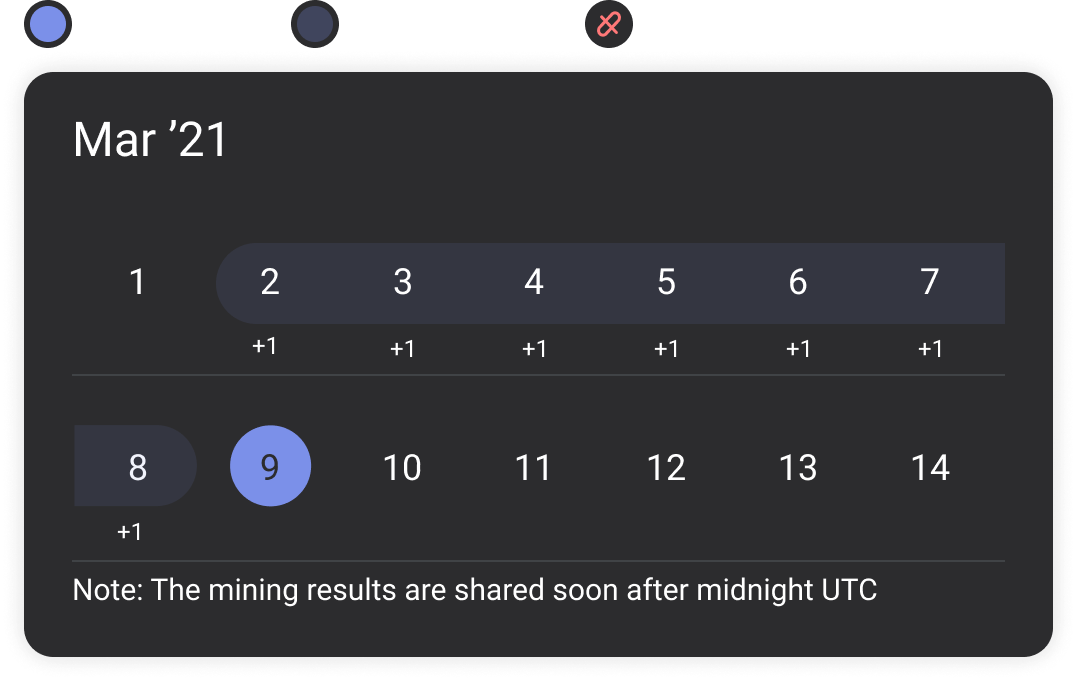 Mar ’21
1 2 3 4 5 6 7
+1 +1 +1 +1 +1 +1
8 9 10 11 12 13 14
+1
Note: The mining results are shared soon after midnight UTC